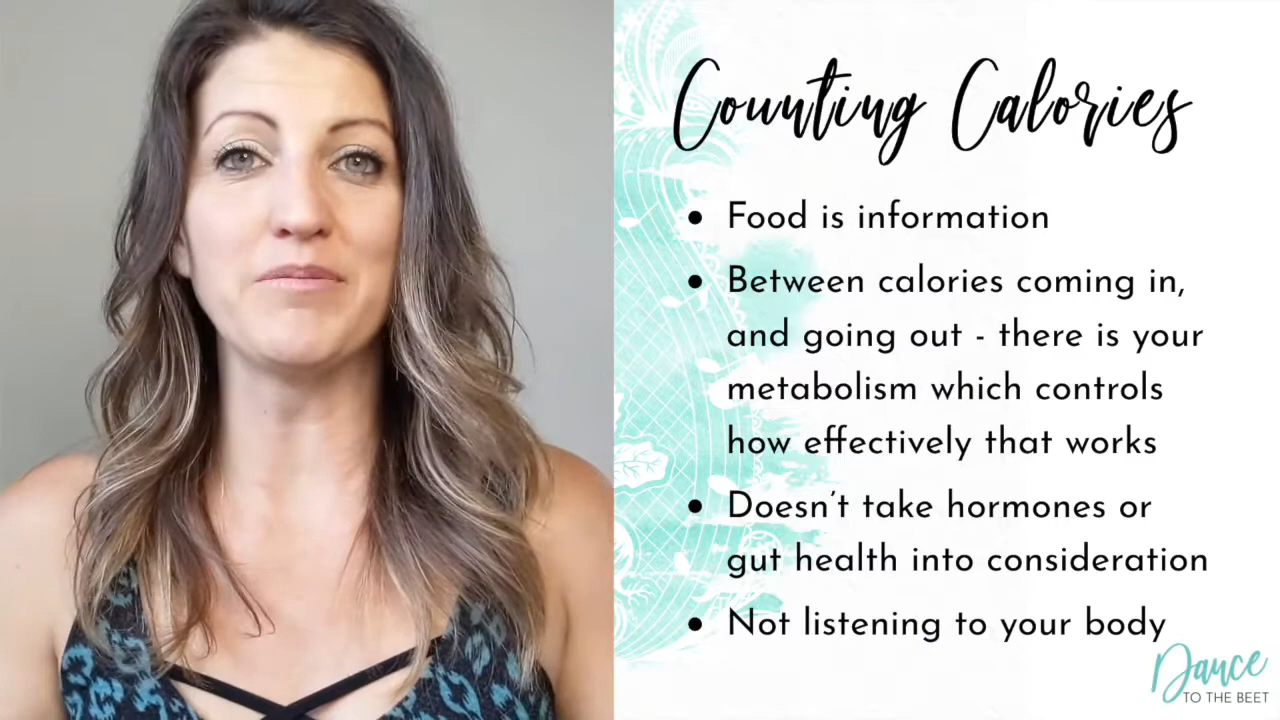 Counting Calories
Food is information
Between calories coming in,
and going out - there is your
metabolism which controls
how effectively that works
Doesn't take hormones or
gut health into consideration
Not listening to your body
Dance
TO THE BEET